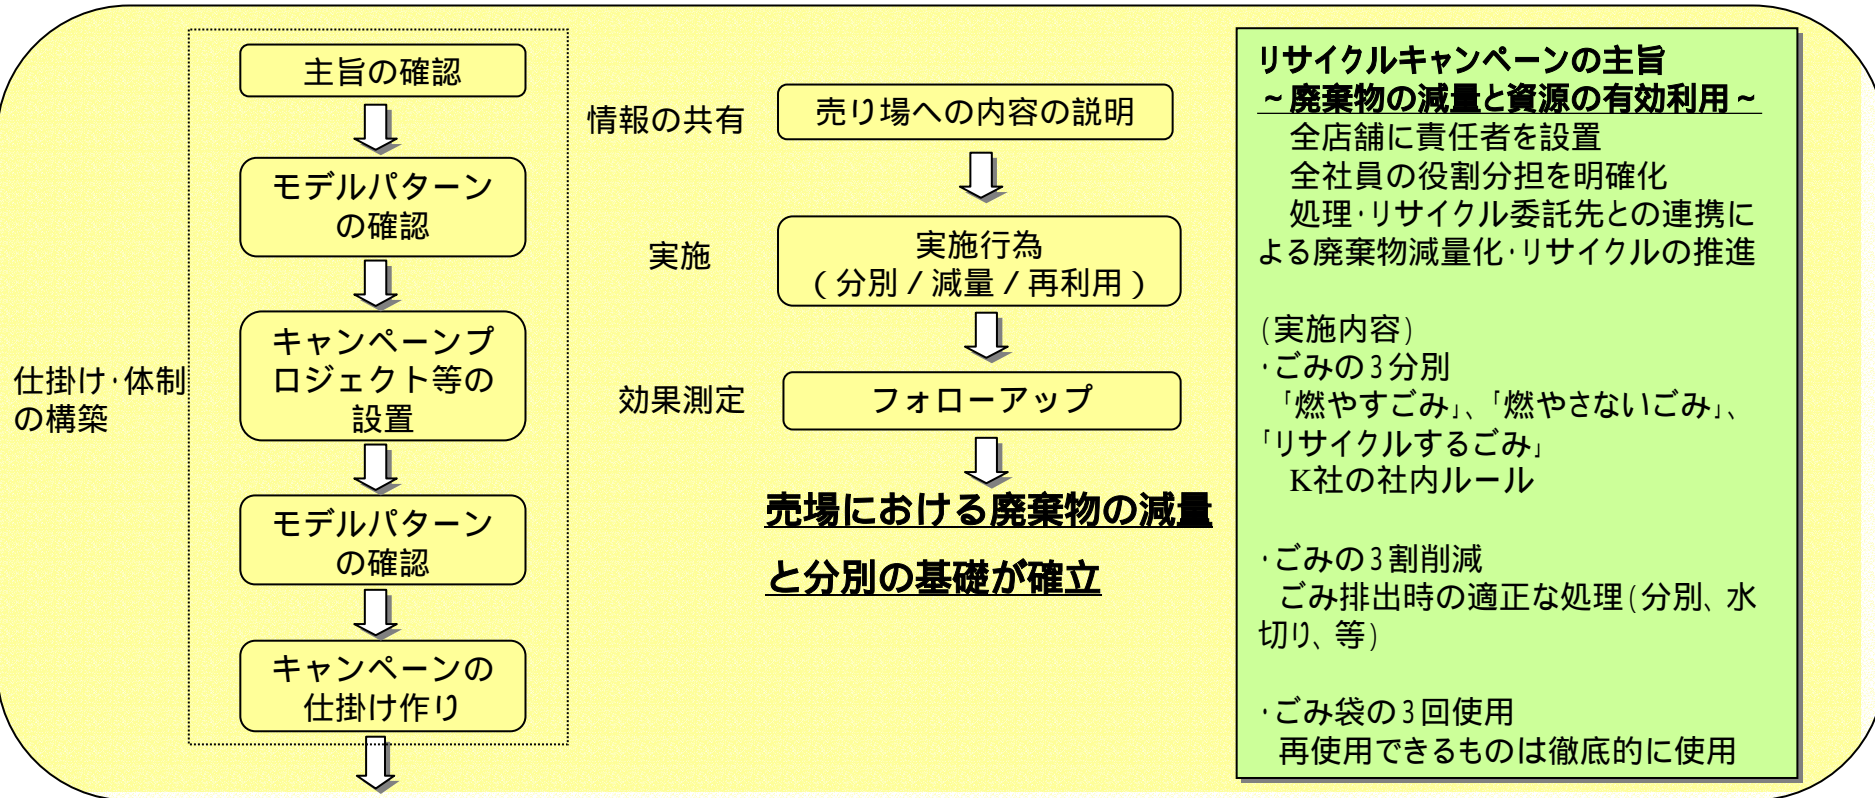 仕掛け・体制
の構築
主旨の確認
モデルパターン
の確認
キャンペーンプ
ロジェクト等の
設置
モデルパターン
の確認
キャンペーンの
仕掛け作り
情報の共有
売り場への内容の説明
実施
実施行為
(分別/減量/再利用)
効果測定
フォローアップ
売場における廃棄物の減量
と分別の基礎が確立
リサイクルキャンペーンの主旨
~廃棄物の減量と資源の有効利用~
全店舗に責任者を設置
全社員の役割分担を明確化
処理・リサイクル委託先との連携に
よる廃棄物減量化・リサイクルの推進
(実施内容)
・ごみの3分別
「燃やすごみ」、「燃やさないごみ」、
「リサイクルするごみ」
K社の社内ルール
・ごみの3割削減
ごみ排出時の適正な処理(分別、水
切り、等)
・ごみ袋の3回使用
再使用できるものは徹底的に使用